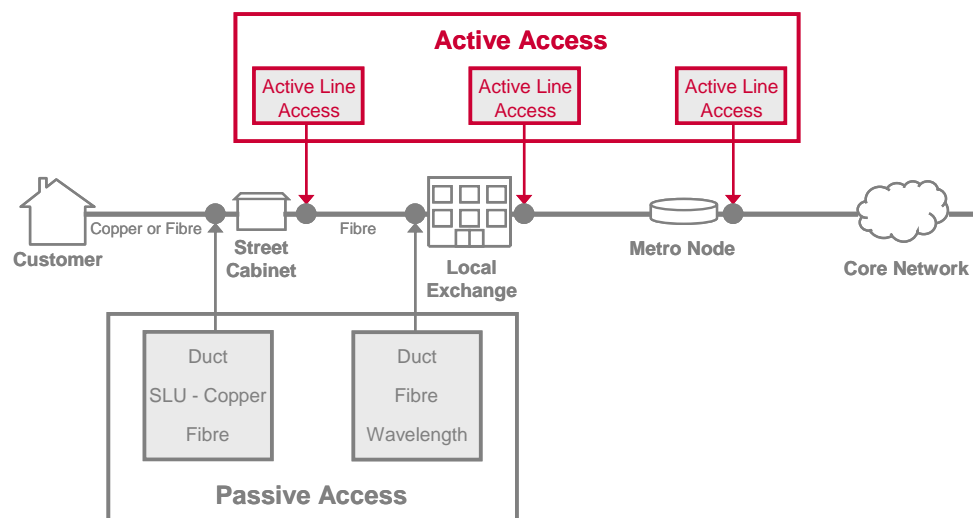 Active Access
Active Line
Access
Active Line
Access
Active Line
Access
Copper or Fibre
Fibre
Customer
Street
Cabinet
Local
Exchange
Metro Node
Core Network
Duct
SLU - Copper
Fibre
Duct
Fibre
Wavelength
Passive Access